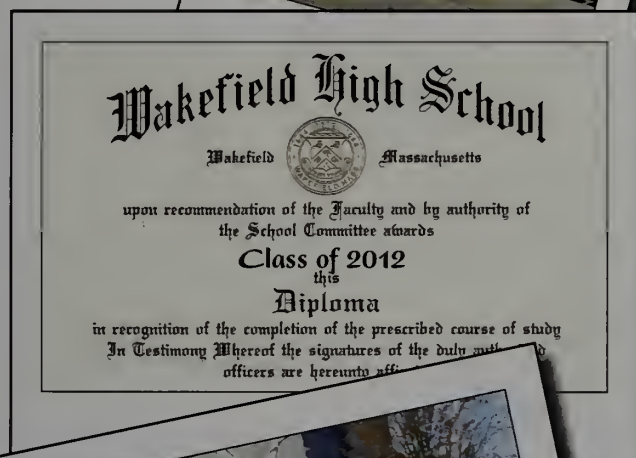 Wakefield High School
Wakefield Massachusetts
upon recommendation of the Faculty and by authority of
the School Committee awards
Class of 2012
this
Diploma
in recognition of the completion of the prescribed course of study
In Testimony Whereof the signatures of the duly
officers are hereunto